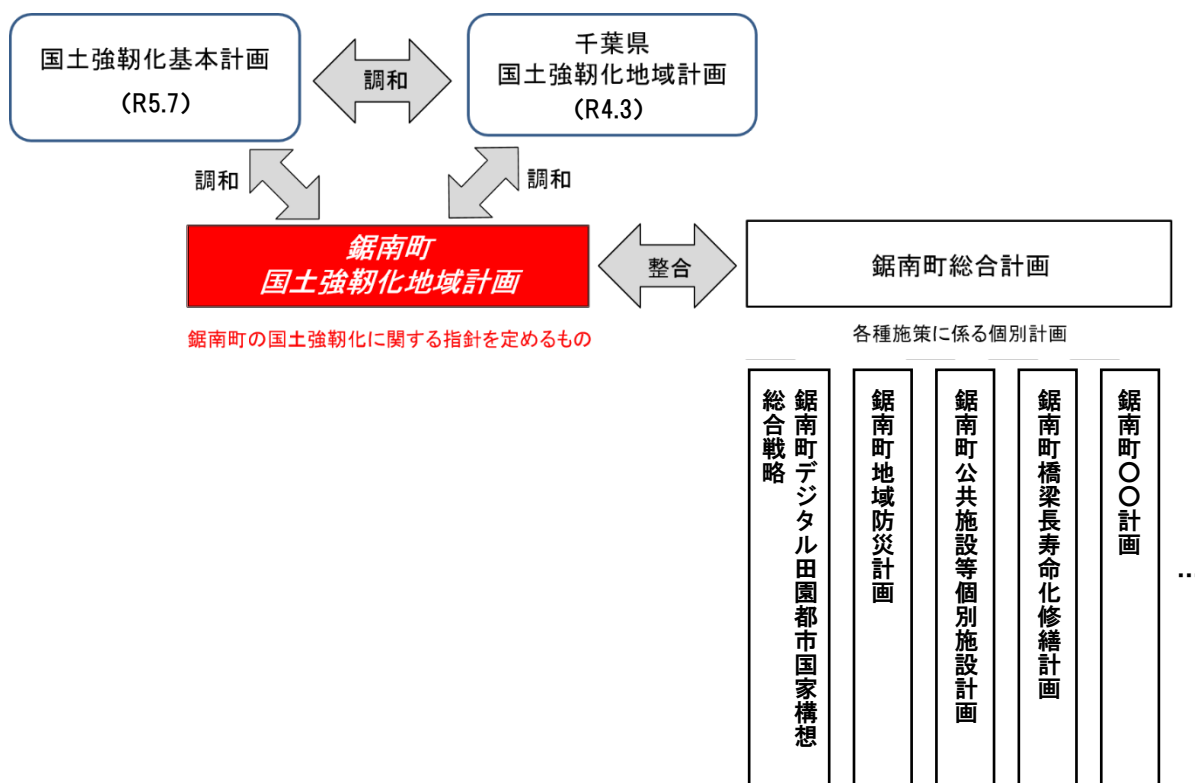 国土強靭化基本計画
（R5.7）
調和
千葉県
国土強靭化地域計画
（R4.3）
調和
調和
鋸南町
国土強靭化地域計画
整合
鋸南町総合計画
鋸南町の国土強靭化に関する指針を定めるもの
各種施策に係る個別計画
鋸南町デジタル田園都市国家構想
総合戦略
鋸南町地域防災計画
鋸南町公共施設等個別施設計画
鋸南町橋梁長寿命化修繕計画
鋸南町〇〇計画
…